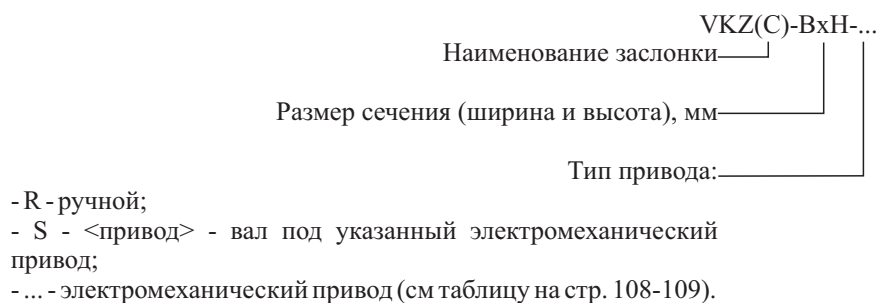 VKZ(C)-BxH-...
Наименование заслонки
Размер сечения (ширина и высота), мм
Тип привода:
- R - ручной;
- S - <привод> - вал под указанный электромеханический
привод;
- ... - электромеханический привод (см таблицу на стр. 108-109).